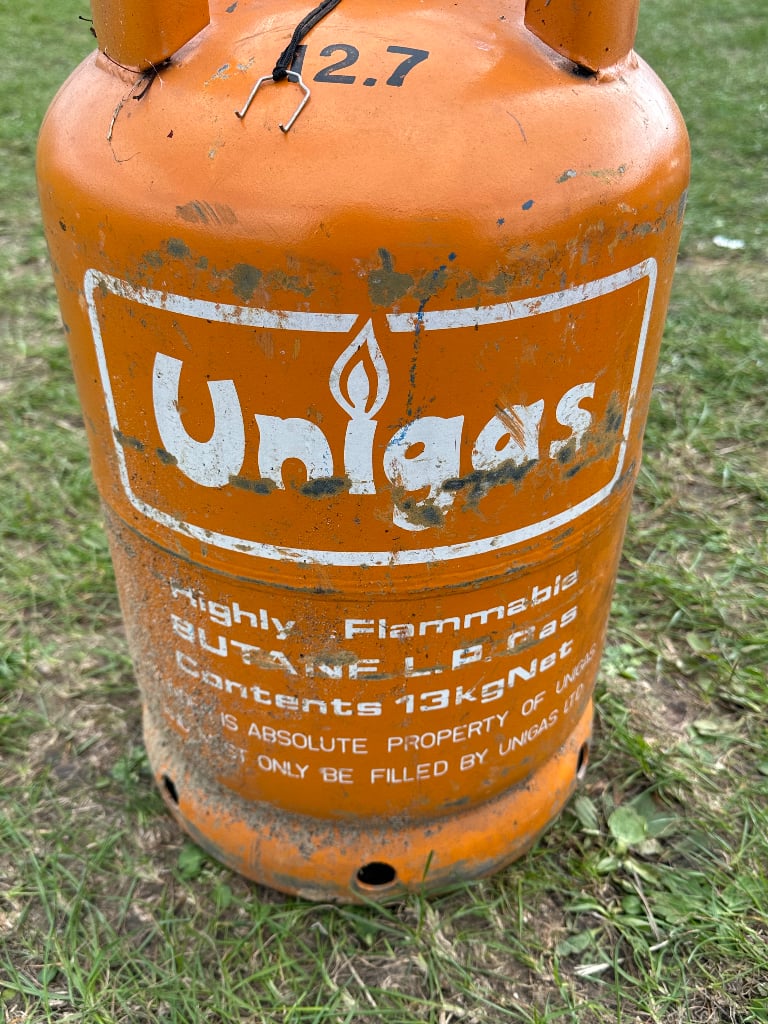 12.7
Unigas
Highly Flammable
BUTANE L.P. Gas
Contents 13kg Net
IS ABSOLUTE PROPERTY OF UNIGAS
ONLY BE FILLED BY UNIGAS LTD